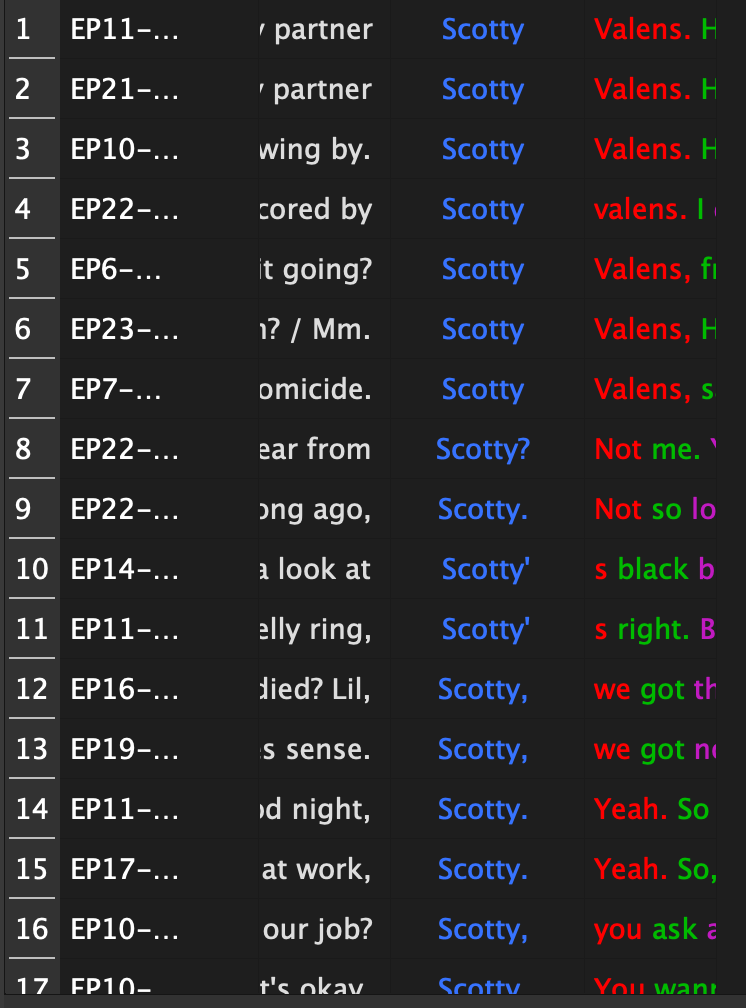 1 EP11-... partner Scotty Valens. H
2 EP21-... partner Scotty Valens. H
3 EP10-... wing by. Scotty Valens. H
4 EP22-... cored by Scotty valens. I
5 EP6-... it going? Scotty Valens, fr
6 EP23-... ? / Mm. Scotty Valens, H
7 EP7-... omicide. Scotty Valens, s
8 EP22-... ear from Scotty? Not me.
9 EP22-... ong ago, Scotty. Not so lo
10 EP14-... a look at Scotty' s black b
11 EP11-... elly ring, Scotty' s right. B
12 EP16-... died? Lil, Scotty, we got th
13 EP19-... s sense. Scotty, we got no
14 EP11-... od night, Scotty. Yeah. So
15 EP17-... at work, Scotty. Yeah. So,
16 EP10-... our job? Scotty, you ask a
17 EP10- t's okay Scotty You wann